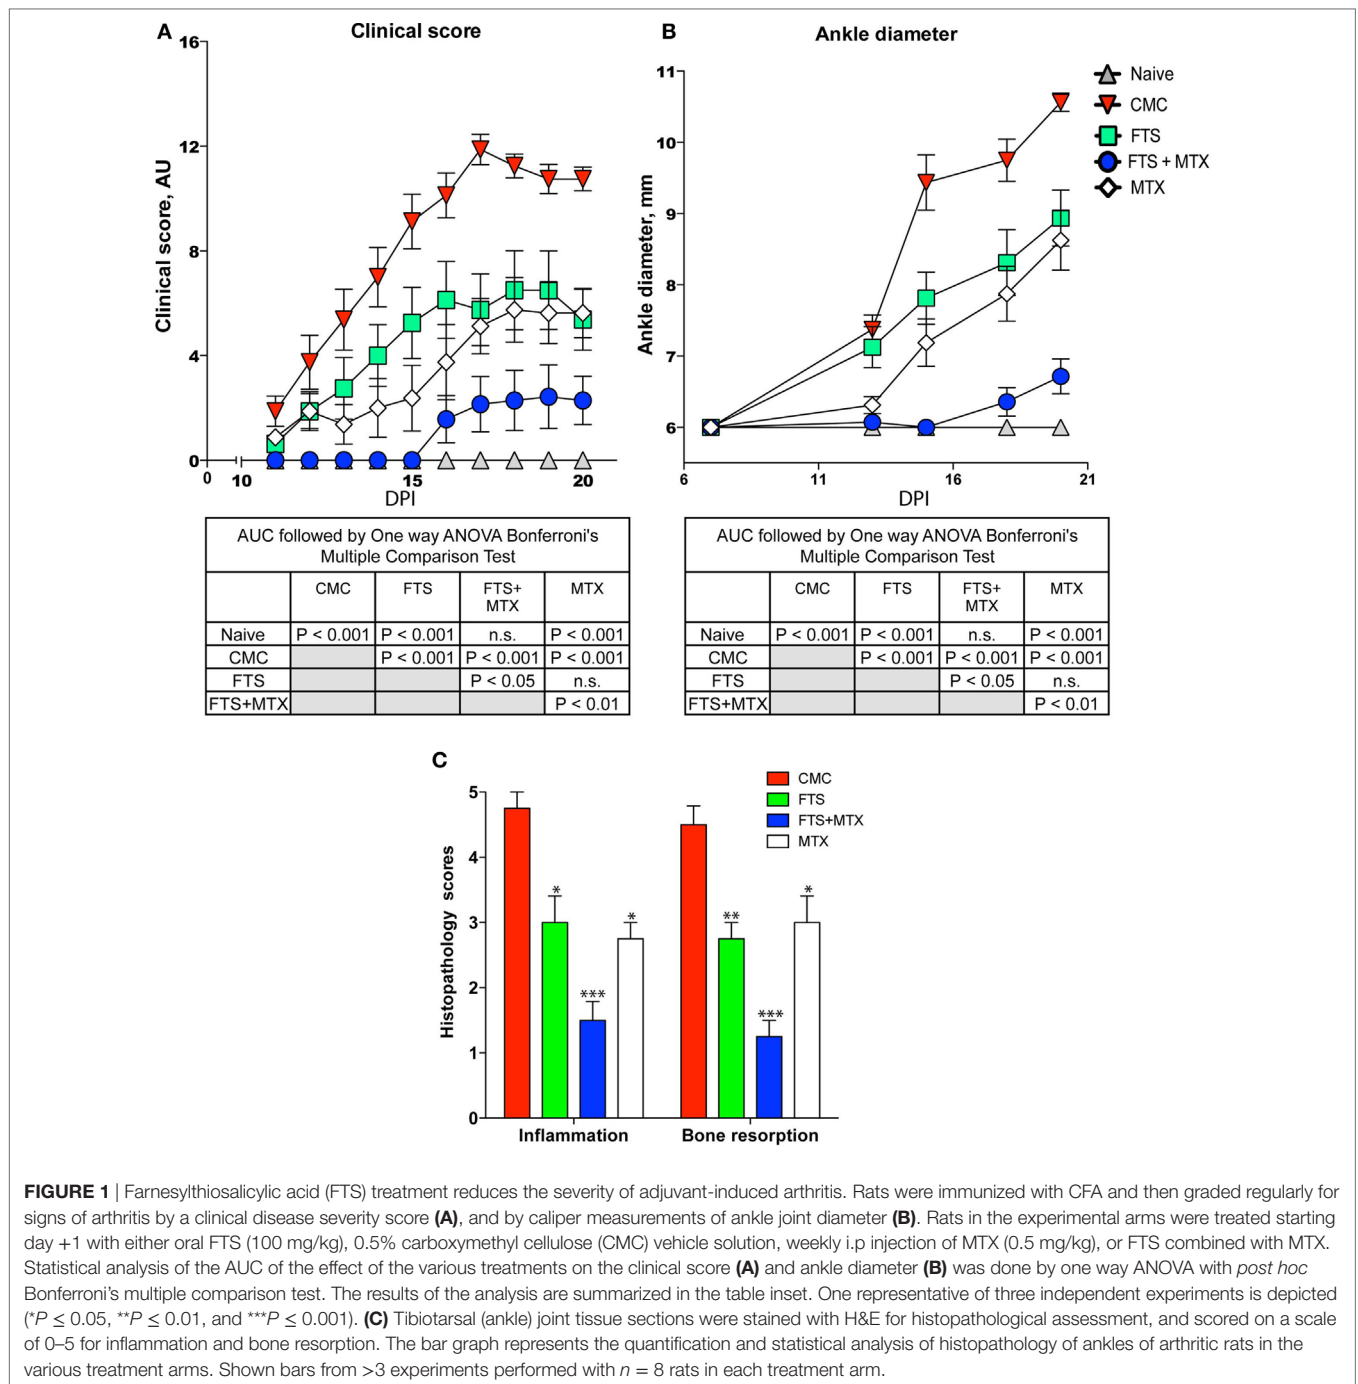 A
Clinical score
16
12
8
4
0
Clinical score, AU
0 10 15 20
DPI
B
Ankle diameter
11
10
9
8
7
6
Ankle diameter, mm
6 11 16 21
DPI
Naive
CMC
FTS
FTS + MTX
MTX
AUC followed by One way ANOVA Bonferroni's
Multiple Comparison Test
CMC FTS FTS+ MTX
MTX
Naive P < 0.001 P < 0.001 n.s. P < 0.001
CMC P < 0.001 P < 0.001 P < 0.001
FTS P < 0.05 n.s.
FTS+MTX P < 0.01
AUC followed by One way ANOVA Bonferroni's
Multiple Comparison Test
CMC FTS FTS+ MTX
MTX
Naive P < 0.001 P < 0.001 n.s. P < 0.001
CMC P < 0.001 P < 0.001 P < 0.001
FTS P < 0.05 n.s.
FTS+MTX P < 0.01
C
CMC
FTS
FTS+MTX
MTX
5
4
3
2
1
0
Histopathology scores
* *** * ** *** *
Inflammation Bone resorption
FIGURE 1 | Farnesylthiosalicylic acid (FTS) treatment reduces the severity of adjuvant-induced arthritis. Rats were immunized with CFA and then graded regularly for
signs of arthritis by a clinical disease severity score (A), and by caliper measurements of ankle joint diameter (B). Rats in the experimental arms were treated starting
day +1 with either oral FTS (100 mg/kg), 0.5% carboxymethyl cellulose (CMC) vehicle solution, weekly i.p injection of MTX (0.5 mg/kg), or FTS combined with MTX.
Statistical analysis of the AUC of the effect of the various treatments on the clinical score (A) and ankle diameter (B) was done by one way ANOVA with post hoc
Bonferroni's multiple comparison test. The results of the analysis are summarized in the table inset. One representative of three independent experiments is depicted
(*P ≤ 0.05, **P ≤ 0.01, and ***P ≤ 0.001). (C) Tibiotarsal (ankle) joint tissue sections were stained with H&E for histopathological assessment, and scored on a scale
of 0–5 for inflammation and bone resorption. The bar graph represents the quantification and statistical analysis of histopathology of ankles of arthritic rats in the
various treatment arms. Shown bars from >3 experiments performed with n = 8 rats in each treatment arm.